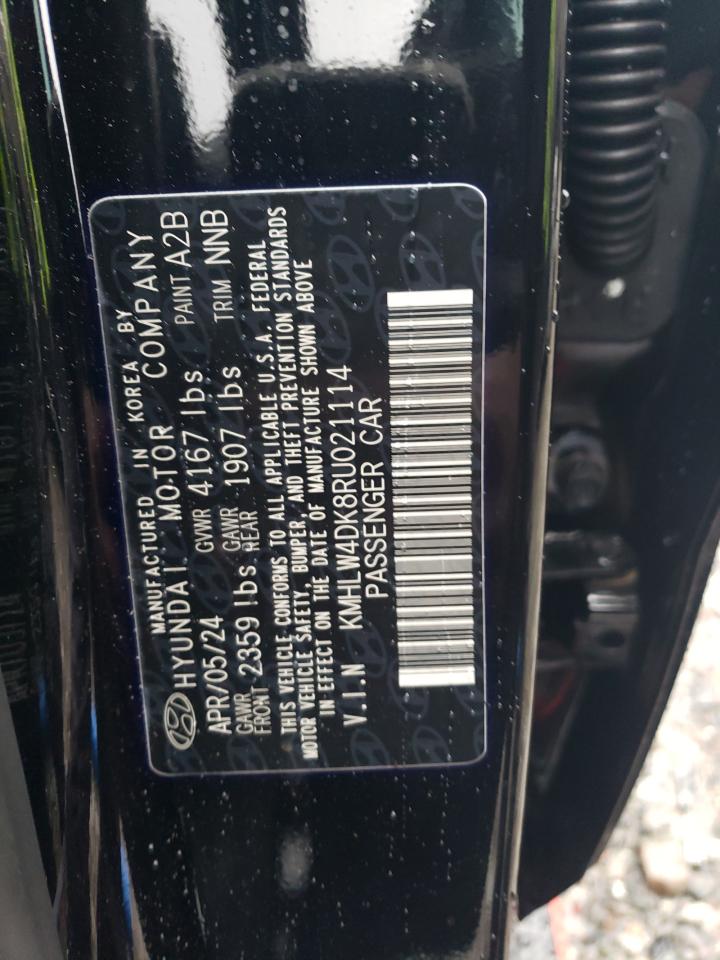 MANUFACTURED IN KOREA BY
HYUNDAI MOTOR COMPANY
APR/05/24 GVWR 4167 lbs PAINT A2B
GAWR FRONT 2359 lbs GAWR REAR 1907 lbs TRIM NNB
THIS VEHICLE CONFORMS TO ALL APPLICABLE U.S.A. FEDERAL
MOTOR VEHICLE SAFETY, BUMPER, AND THEFT PREVENTION STANDARDS
IN EFFECT ON THE DATE OF MANUFACTURE SHOWN ABOVE
V.I.N KMHLW4DK8RU021114
PASSENGER CAR